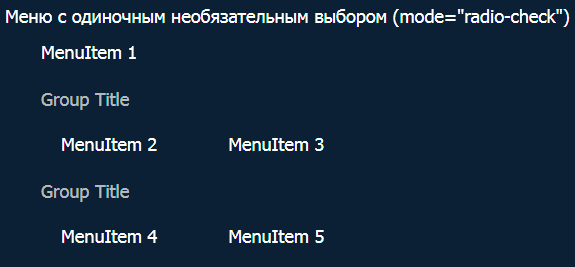 Меню с одиночным необязательным выбором (mode="radio-check")
MenuItem 1
Group Title
MenuItem 2 MenuItem 3
Group Title
MenuItem 4 MenuItem 5